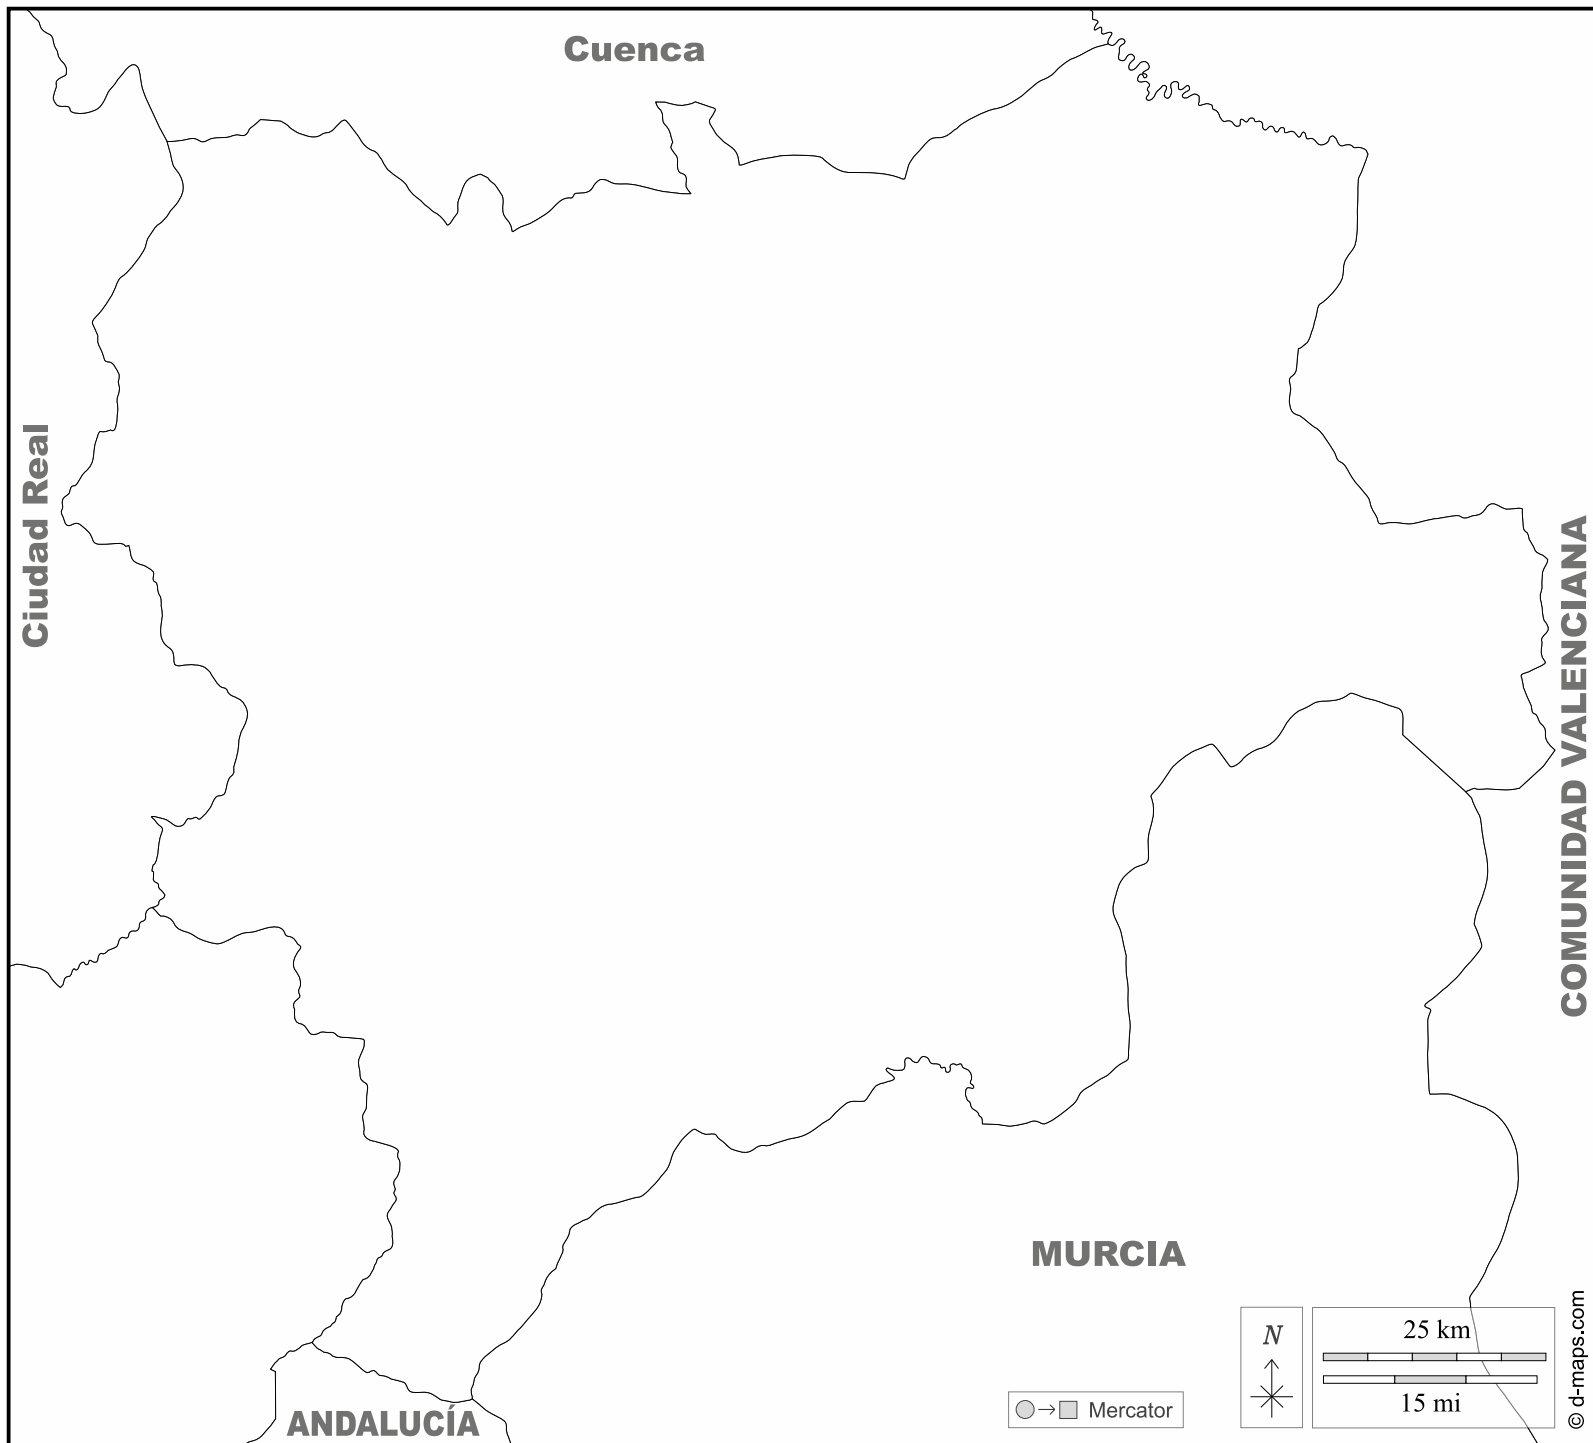 Cuenca
Ciudad Real
COMUNIDAD VALENCIANA
MURCIA
ANDALUCÍA
Mercator
N
25 km
15 mi
© d-maps.com